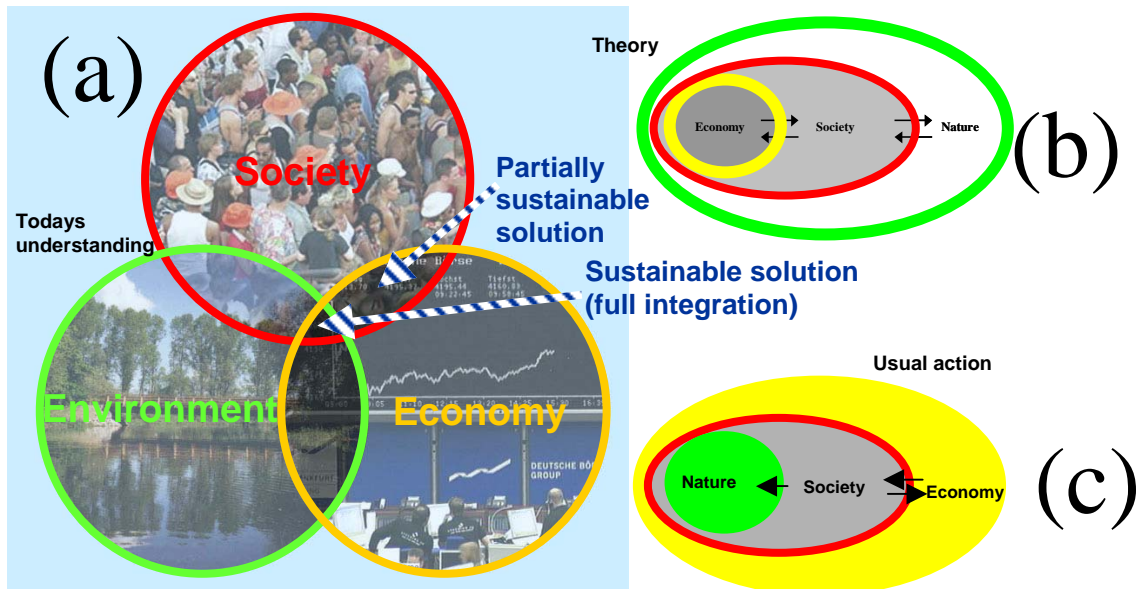 (a)
Society
Partially
sustainable
solution
Todays
understanding
Sustainable solution
(full integration)
Environment
Economy
DEUTSCHE BÖR
GROUP
Theory
Economy
Society
Nature
(b)
Usual action
Nature
Society
Economy
(c)